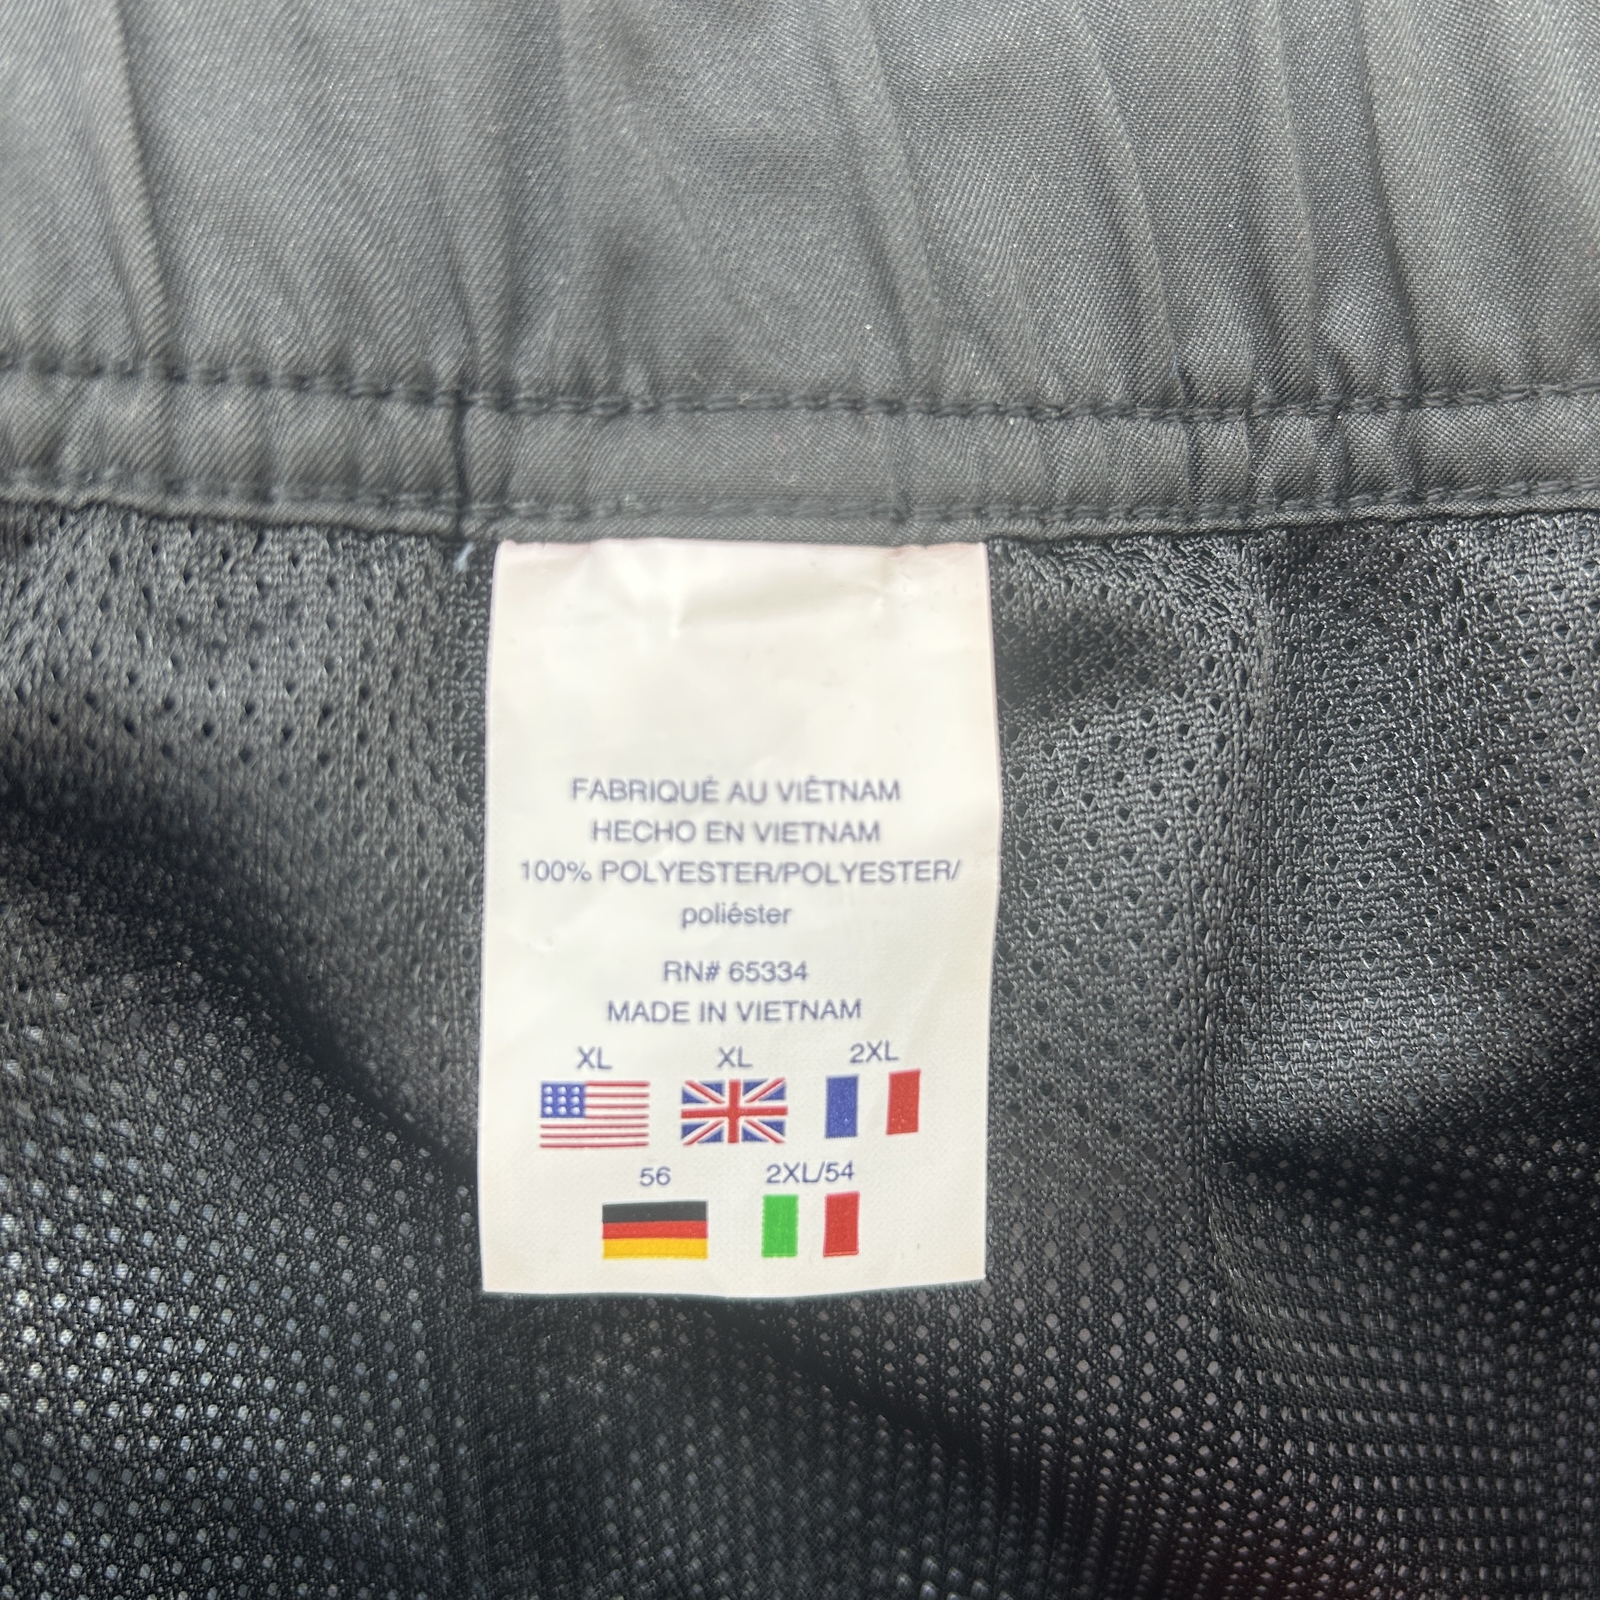 FABRIQUÉ AU VIÊTNAM
HECHO EN VIETNAM
100% POLYESTER/POLYESTER/
poliéster
RN# 65334
MADE IN VIETNAM
XL XL 2XL
56 2XL/54